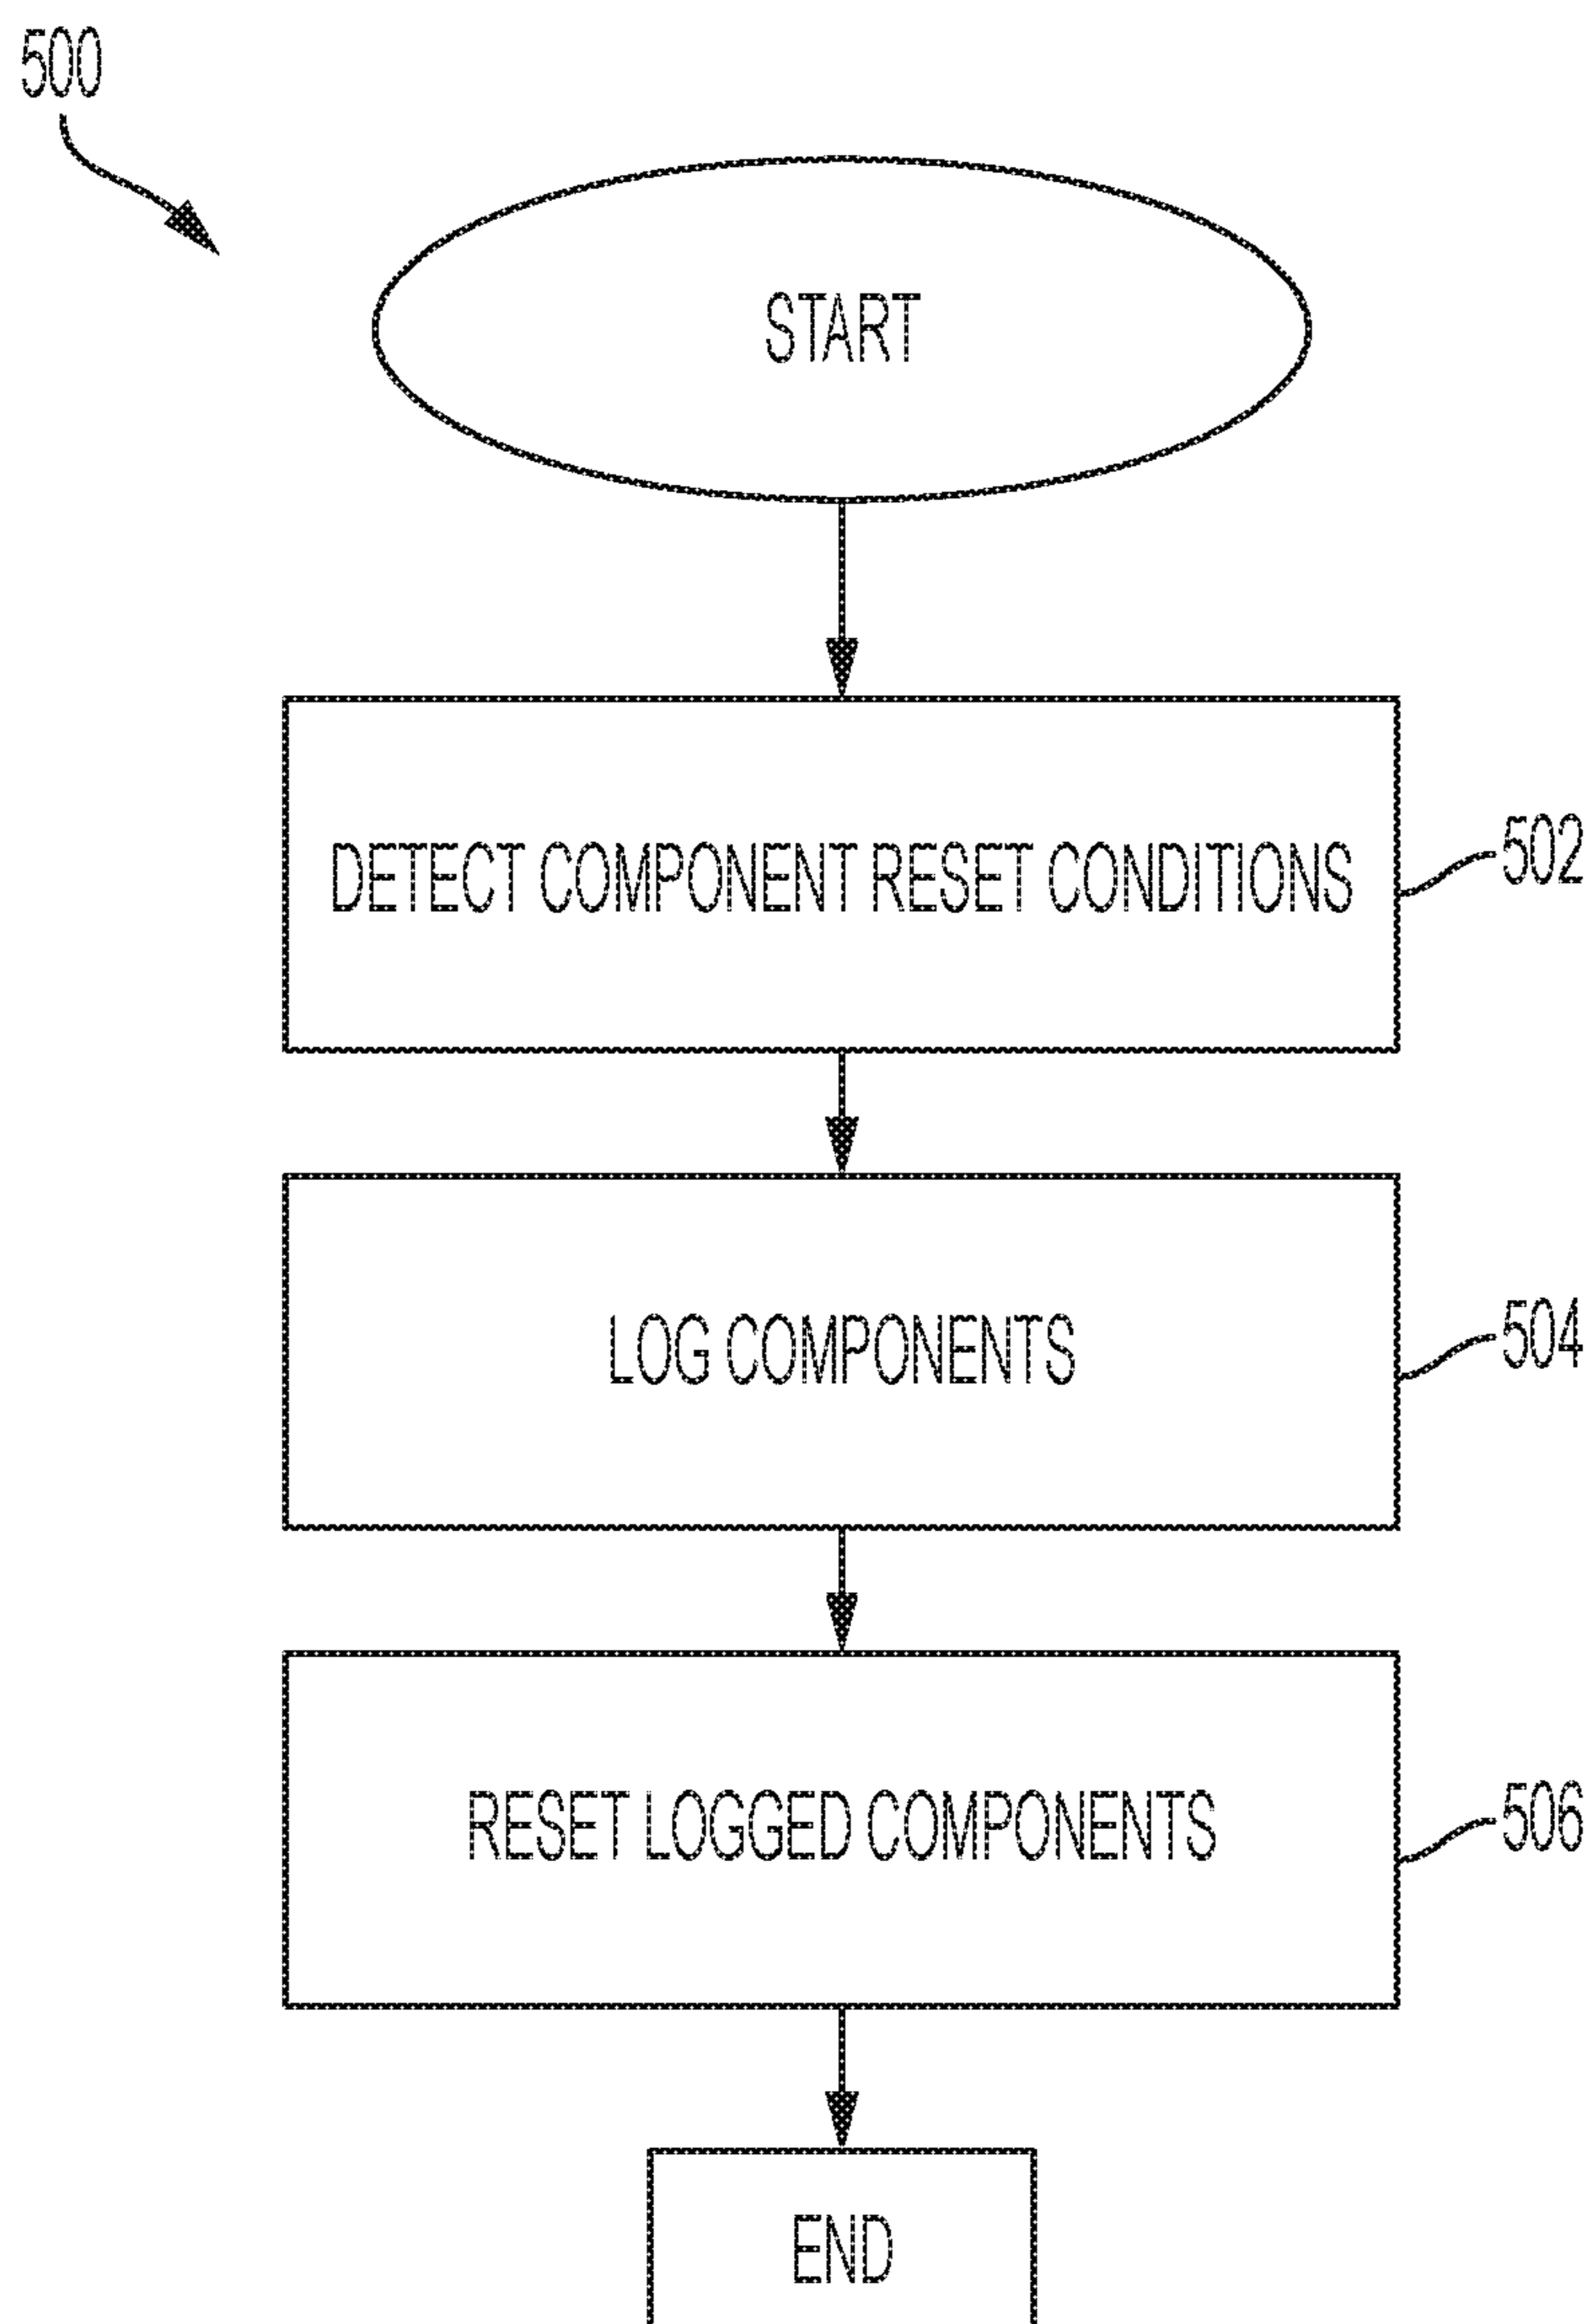 500
START
DETECT COMPONENT RESET CONDITIONS
502
LOG COMPONENTS
504
RESET LOGGED COMPONENTS
506
END